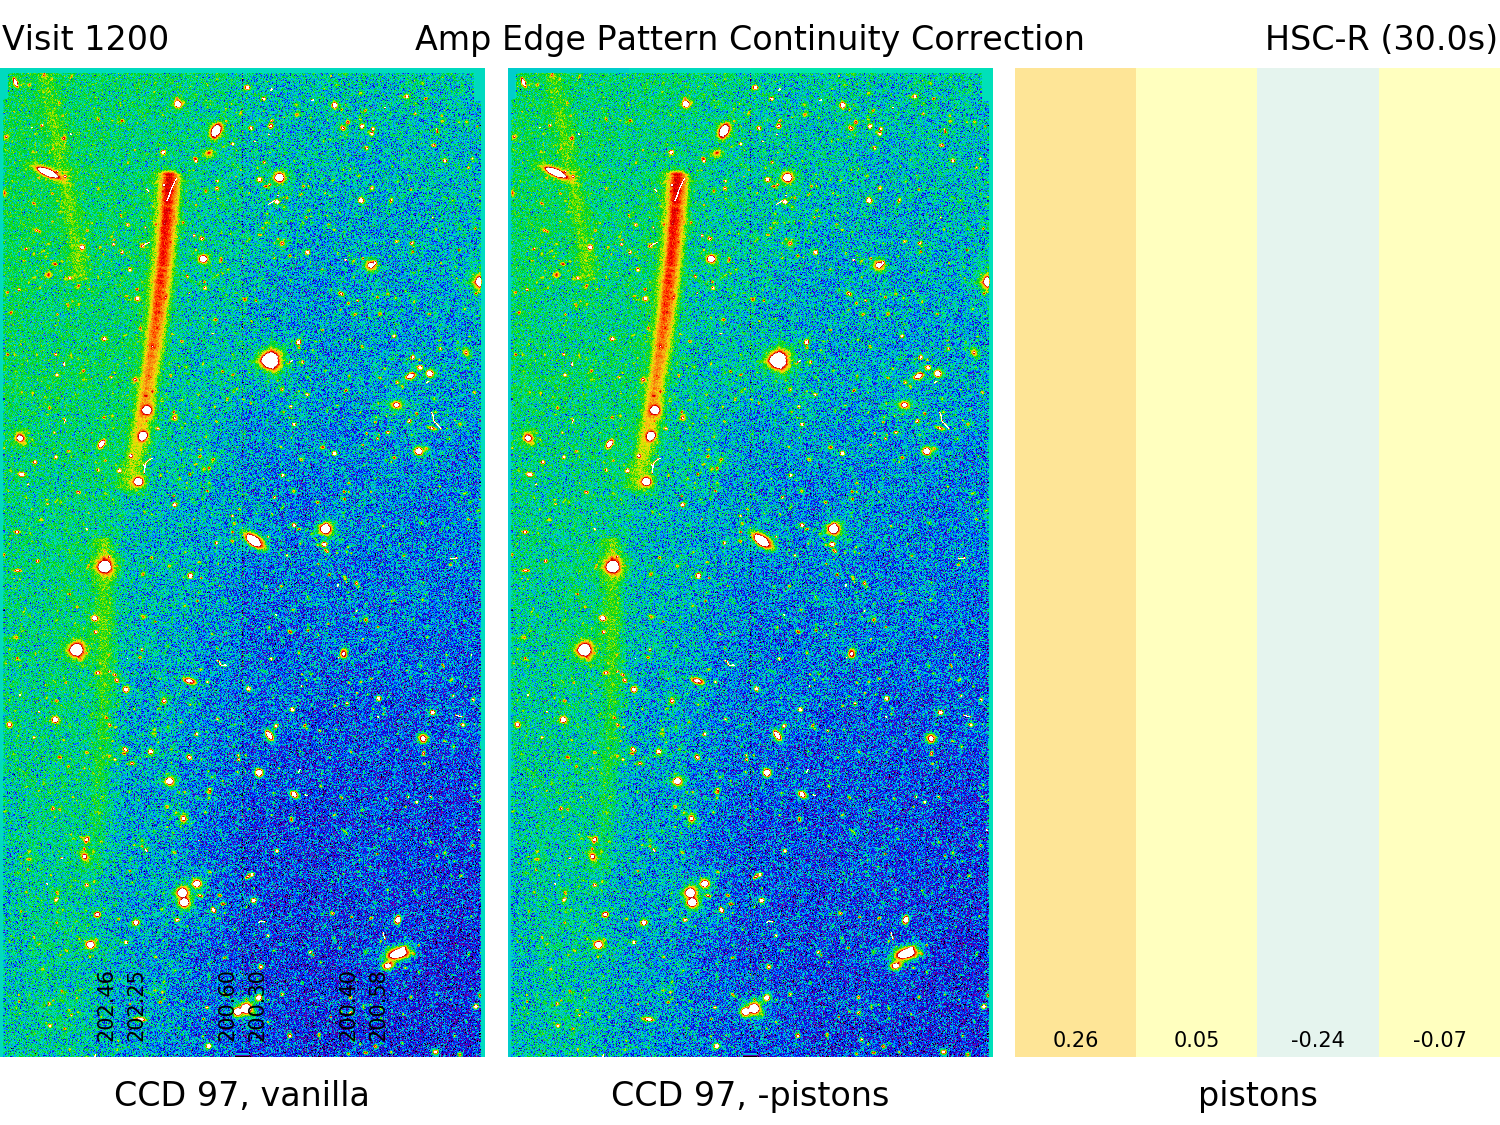 Visit 1200 Amp Edge Pattern Continuity Correction HSC-R (30.0s)
202.46 202.25 200.60 200.30 200.40 200.58
0.26 0.05 -0.24 -0.07
CCD 97, vanilla CCD 97, -pistons pistons